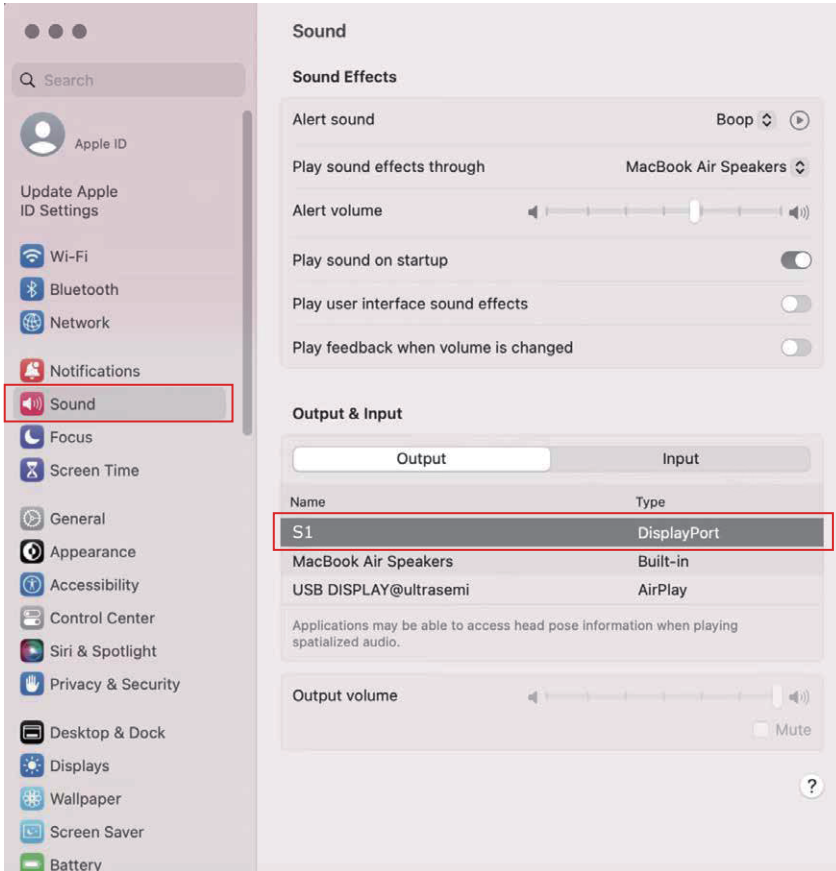 Search
Apple ID
Update Apple
ID Settings
Wi-Fi
Bluetooth
Network
Notifications
Sound
Focus
Screen Time
General
Appearance
Accessibility
Control Center
Siri & Spotlight
Privacy & Security
Desktop & Dock
Displays
Wallpaper
Screen Saver
Battery
Sound
Sound Effects
Alert sound Boop
Play sound effects through MacBook Air Speakers
Alert volume
Play sound on startup
Play user interface sound effects
Play feedback when volume is changed
Output & Input
Output Input
Name Type
S1 DisplayPort
MacBook Air Speakers Built-in
USB DISPLAY@ultrasemi AirPlay
Applications may be able to access head pose information when playing
spatialized audio.
Output volume
Mute
?